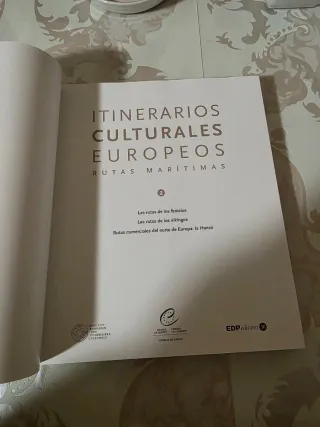 ITINERARIOS
CULTURALES
EUROPEOS
RUTAS MARÍTIMAS
2
Las rutas de los fenicios
Las rutas de los vikingos
Rutas comerciales del norte de Europa: la Hansa
EDP